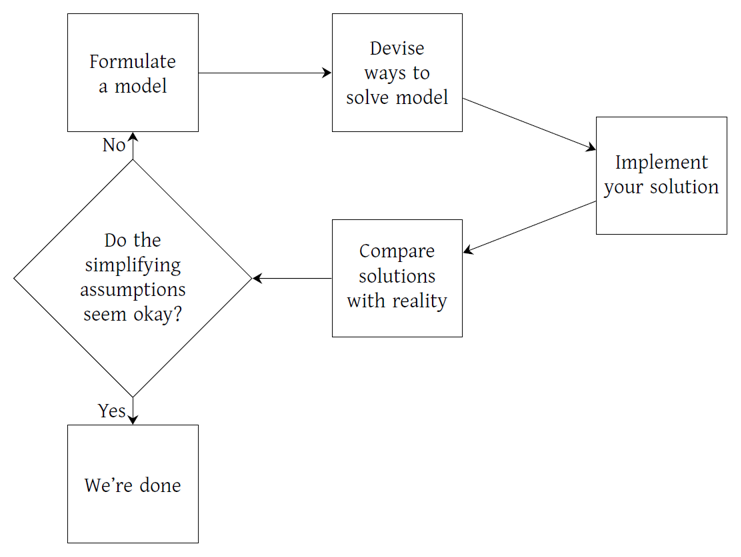 Formulate
a model
Devise
ways to
solve model
Implement
your solution
Compare
solutions
with reality
No
Do the
simplifying
assumptions
seem okay?
Yes
We're done